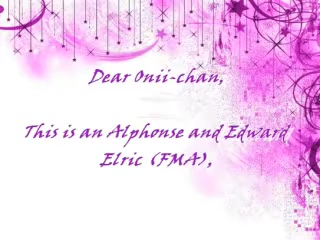 Dear Onii-chan,
This is an Alphonse and Edward
Elric (FMA),